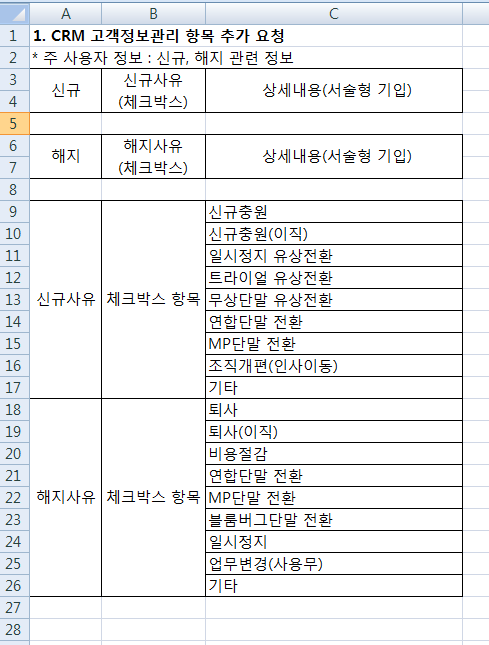 A B C
1 1. CRM 고객정보관리 항목 추가 요청
2 * 주 사용자 정보 : 신규, 해지 관련 정보
3 신규사유
신규 상세내용(서술형 기입)
4 (체크박스)
5
6 해지사유
해지 상세내용(서술형 기입)
7 (체크박스)
8
9 신규충원
10 신규충원(이직)
11 일시정지 유상전환
12 트라이얼 유상전환
13 신규사유 체크박스 항목 무상단말 유상전환
14 연합단말 전환
15 MP단말 전환
16 조직개편(인사이동)
17 기타
18 퇴사
19 퇴사(이직)
20 비용절감
21 연합단말 전환
22 해지사유 체크박스 항목 MP단말 전환
23 블룸버그단말 전환
24 일시정지
25 업무변경(사용무)
26 기타
27
28